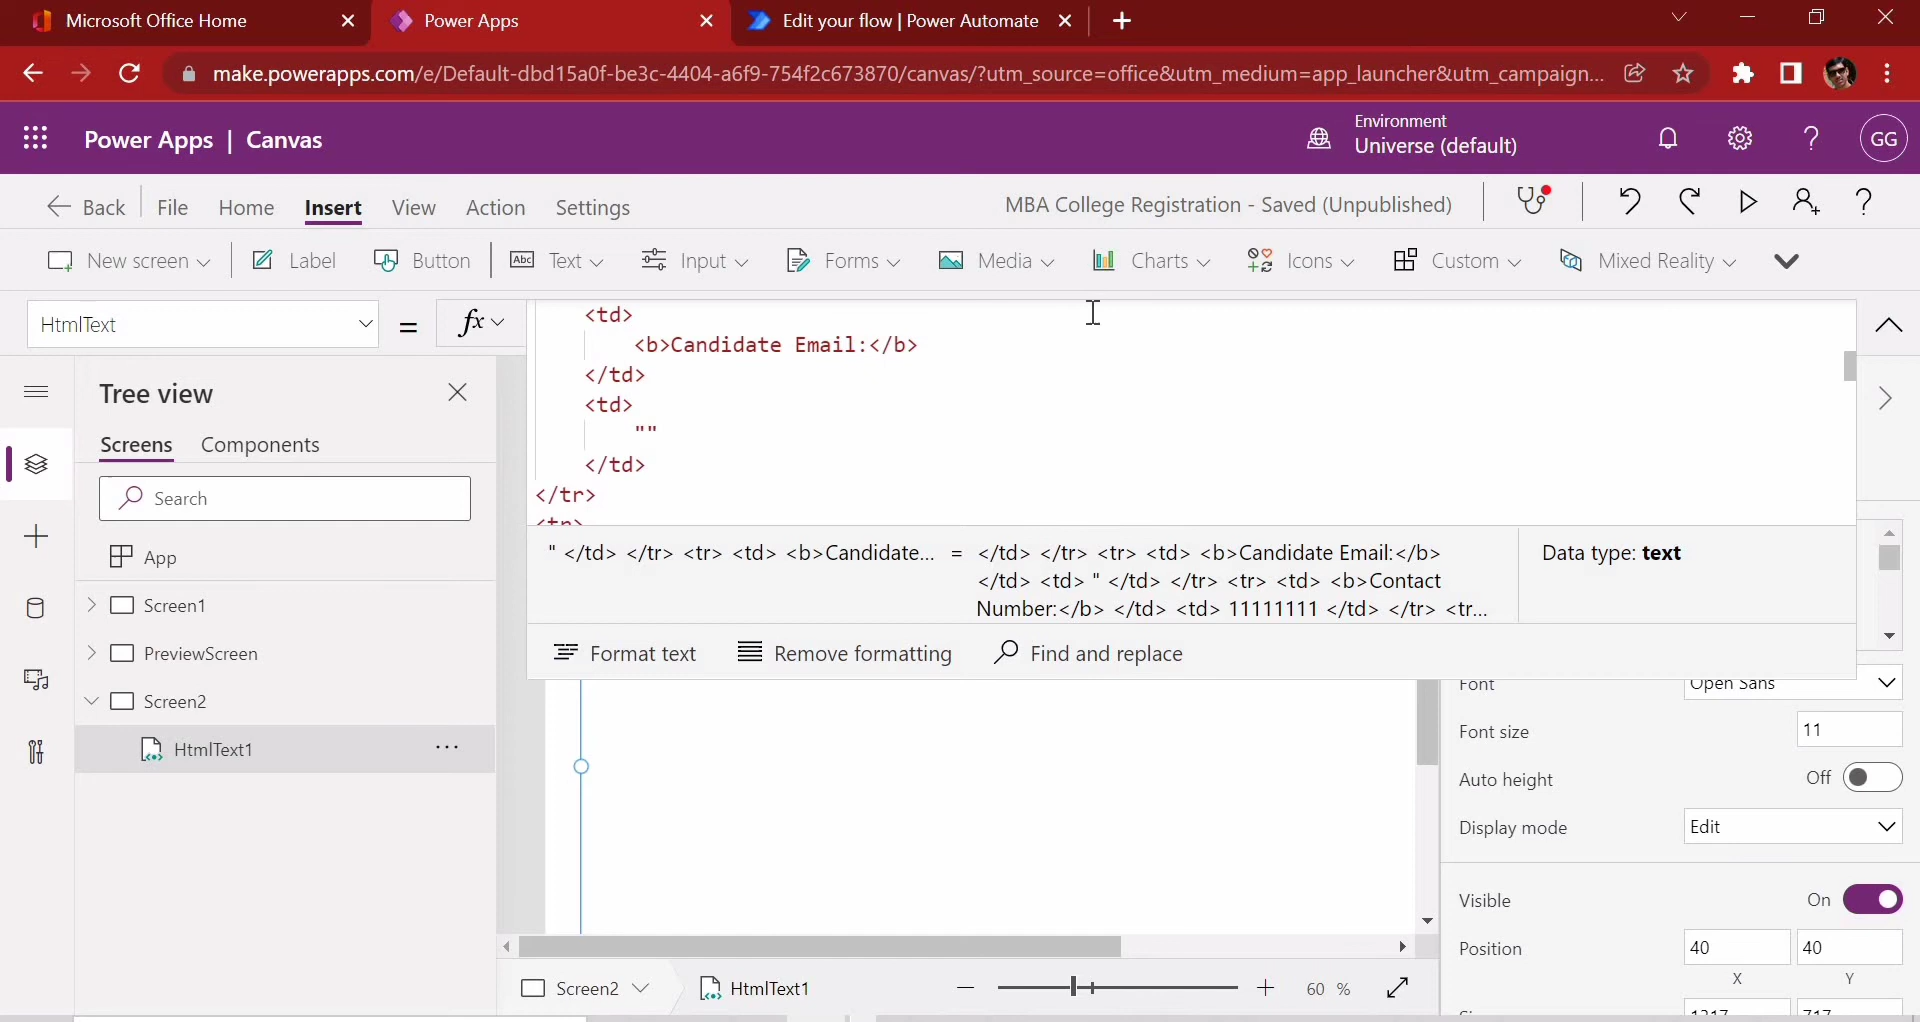 Microsoft Office Home
Power Apps
Edit your flow | Power Automate
make.powerapps.com/e/Default-dbd15a0f-be3c-4404-a6f9-754f2c673870/canvas/?utm_source=office&utm_medium=app_launcher&utm_campaign...
Power Apps | Canvas
Environment
Universe (default)
GG
Back File Home Insert View Action Settings
MBA College Registration - Saved (Unpublished)
New screen Label Button Text Input Forms Media Charts Icons Custom Mixed Reality
HtmlText = fx
<td>
<b>Candidate Email:</b>
</td>
<td>
""
</td>
</tr>
<tr>
" </td> </tr> <tr> <td> <b>Candidate... = </td> </tr> <tr> <td> <b>Candidate Email:</b>
</td> <td> " </td> </tr> <tr> <td> <b>Contact
Number:</b> </td> <td> 11111111 </td> </tr> <tr...
Data type: text
Format text Remove formatting Find and replace
Tree view
Screens Components
Search
App
Screen1
PreviewScreen
Screen2
HtmlText1
Font Open Sans
Font size 11
Auto height Off
Display mode Edit
Visible On
Position 40 40
X Y
Screen2 HtmlText1
60 %